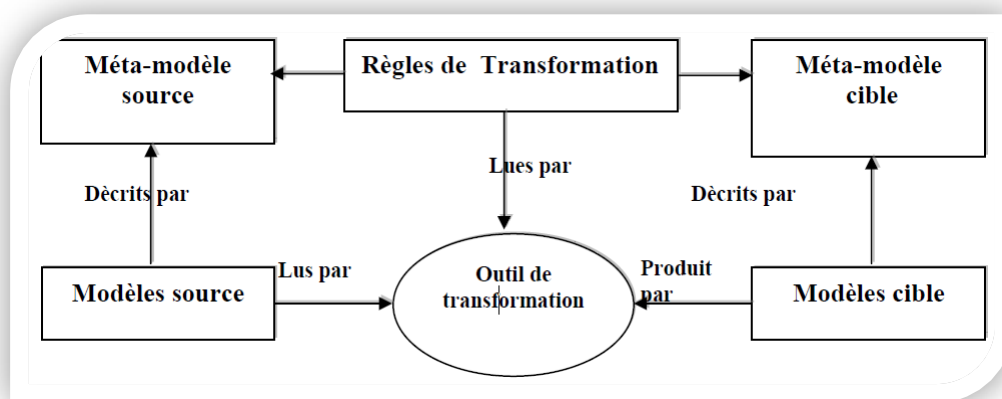 Méta-modèle
source
Règles de Transformation
Méta-modèle
cible
Lues par
Dècrits par
Dècrits par
Modèles source
Lus par
Outil de
transformation
Produit
par
Modèles cible